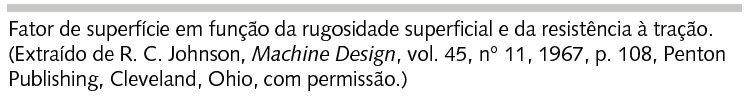 Fator de superfície em função da rugosidade superficial e da resistência à tração.
(Extraído de R. C. Johnson, Machine Design, vol. 45, nº 11, 1967, p. 108, Penton
Publishing, Cleveland, Ohio, com permissão.)